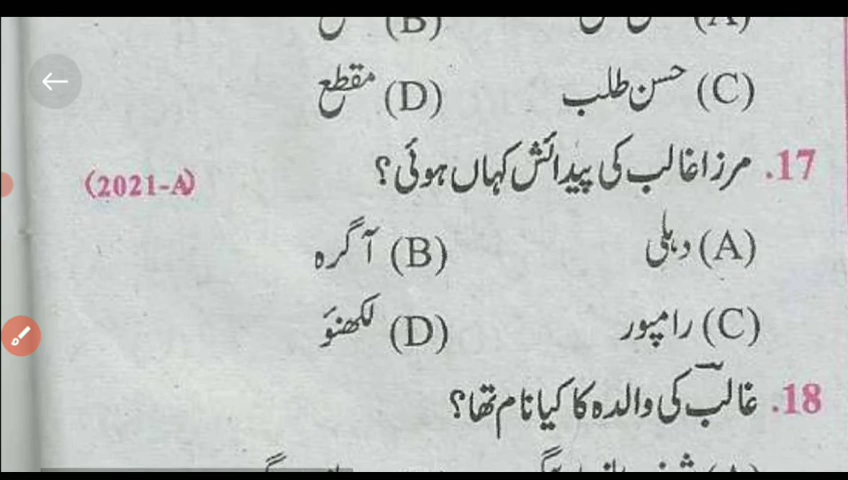 (C) حسن طلب (D) مقطع
17. مرزا غالب کی پیدائش کہاں ہوئی؟ (2021-A)
(A) دہلی (B) آگرہ
(C) رامپور (D) لکھنؤ
18. غالب کی والدہ کا کیا نام تھا؟